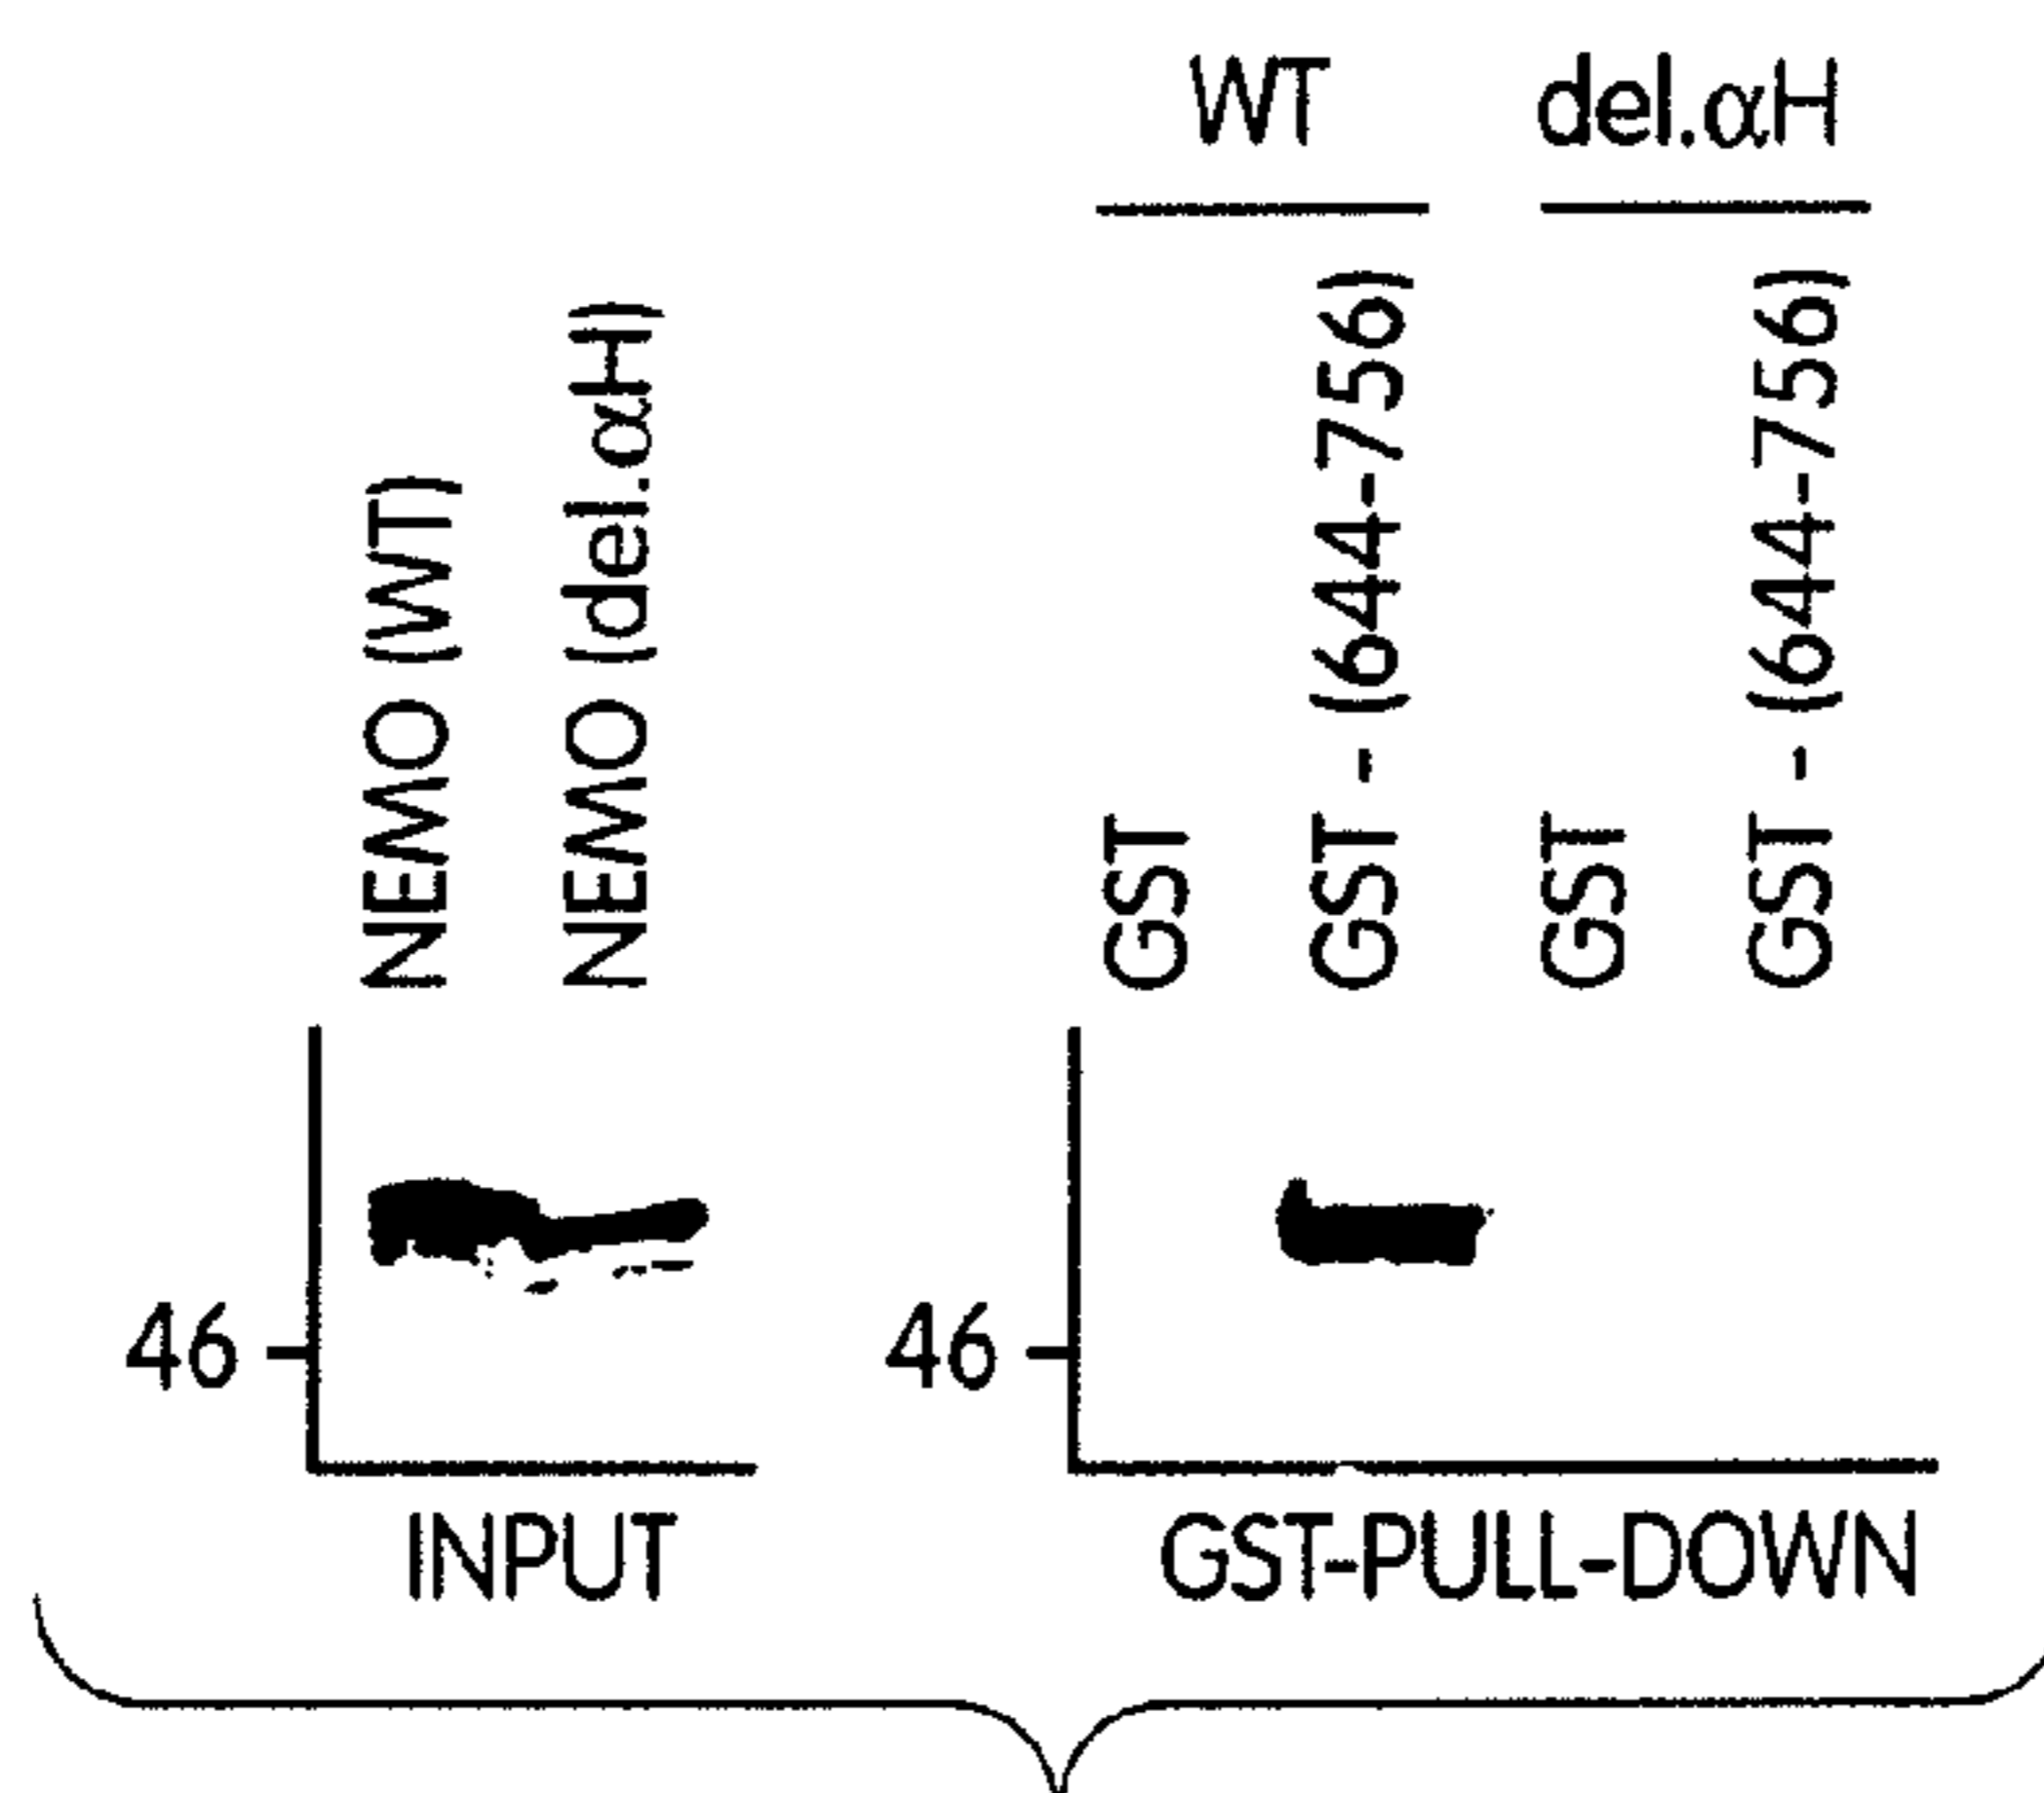 WT
del.αH
NEMO (WT)
NEMO (del.αH)
GST
GST - (644-756)
GST
GST - (644-756)
46
46
INPUT
GST-PULL-DOWN